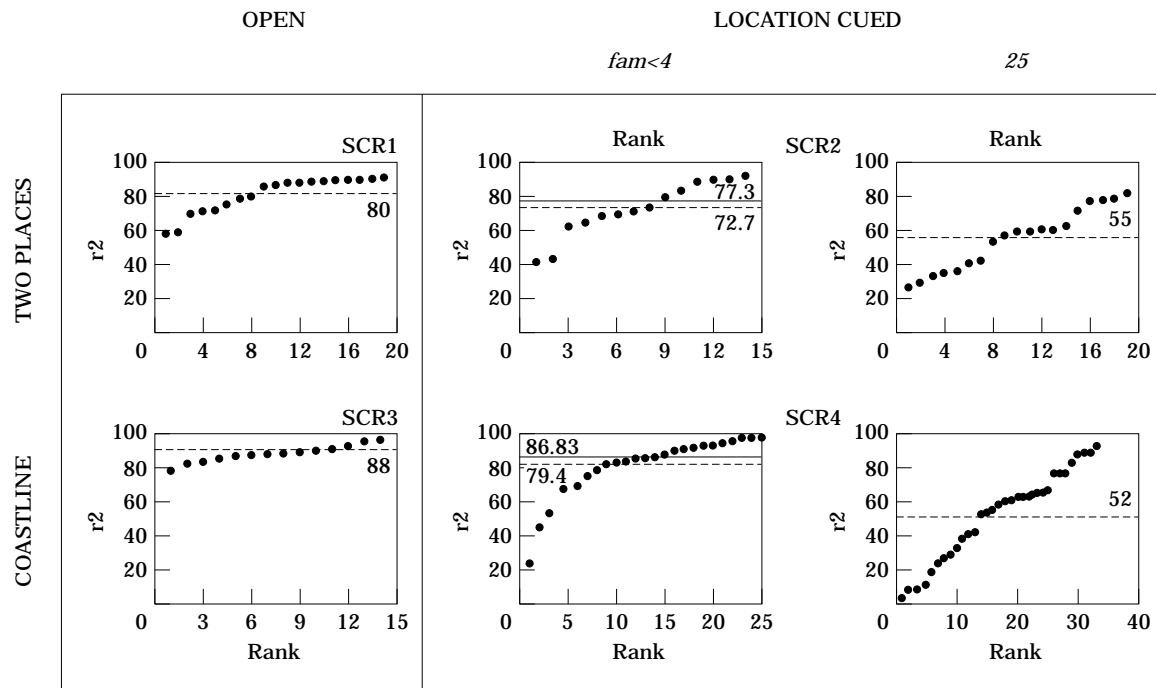 OPEN LOCATION CUED
fam<4 25
TWO PLACES
SCR1
100
80
60
40
20
0 4 8 12 16 20
r2
80
Rank
SCR2
100
80
60
40
20
0 3 6 9 12 15
r2
77.3
72.7
Rank
100
80
60
40
20
0 4 8 12 16 20
r2
55
COASTLINE
SCR3
100
80
60
40
20
0 3 6 9 12 15
r2
88
Rank
SCR4
100
80
60
40
20
0 5 10 15 20 25
r2
86.83
79.4
Rank
100
80
60
40
20
0 10 20 30 40
r2
52
Rank